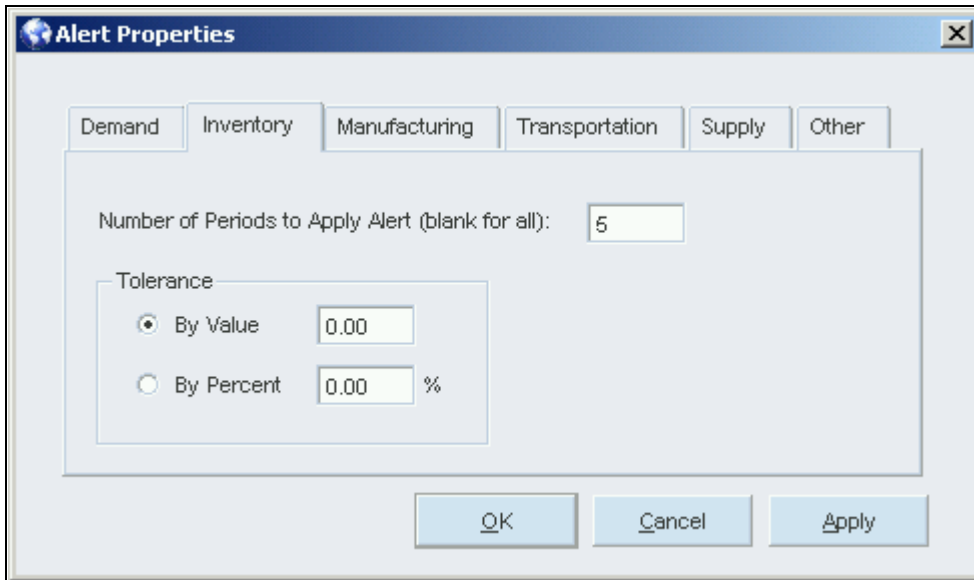 Alert Properties
Demand Inventory Manufacturing Transportation Supply Other
Number of Periods to Apply Alert (blank for all): 5
Tolerance
By Value 0.00
By Percent 0.00 %
OK Cancel Apply